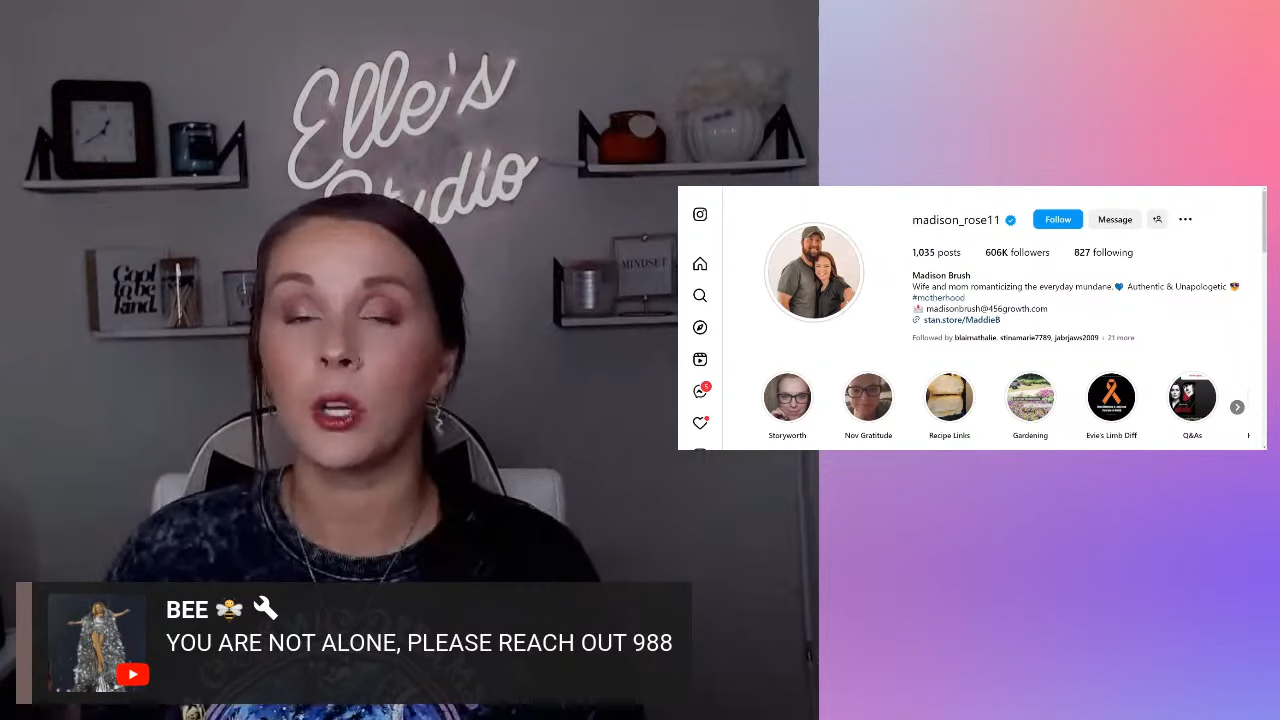 Elle's
Studio
Cool
to be
kind.
MINDSET
madison_rose11
Follow
Message
1,035 posts
606K followers
827 following
Madison Brush
Wife and mom romanticizing the everyday mundane.💙 Authentic & Unapologetic 😎
#motherhood
📩 madisonbrush@456growth.com
stan.store/MaddieB
Followed by blairnathalie, stinamarie7789, jabrjaws2009 + 21 more
5
Storyworth
Nov Gratitude
Recipe Links
Gardening
Evie's Limb Diff
Q&As
BEE 🐝 🔧
YOU ARE NOT ALONE, PLEASE REACH OUT 988